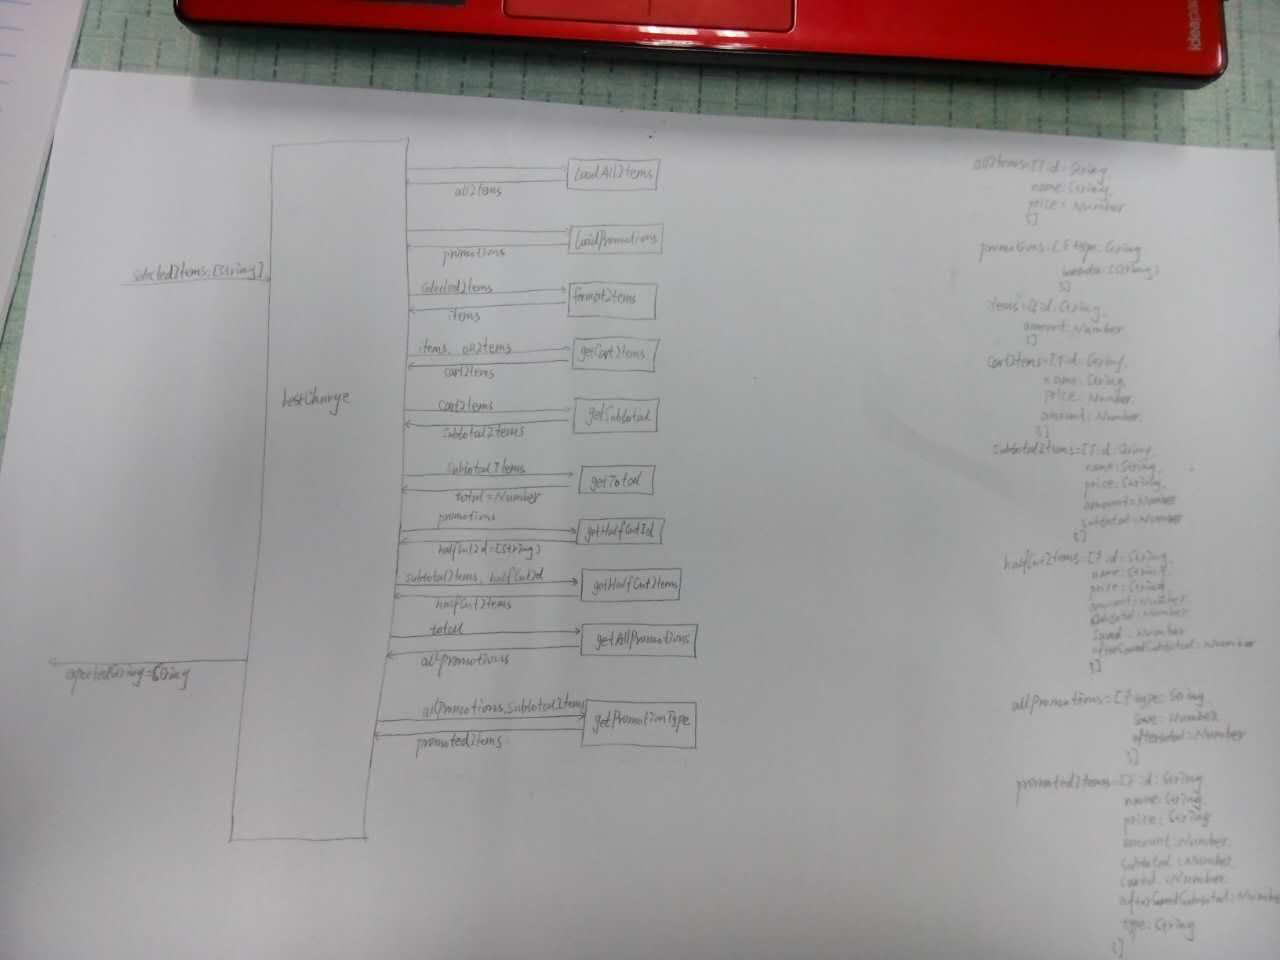 ideapad
loadAllItems
allItems
loadPromotions
promotions
selectedItems:[String]
selectedItems
formatItems
items
items, allItems
getCartItems
cartItems
bestCharge
cartItems
getSubtotal
subtotalItems
subtotalItems
getTotal
total=Number
promotions
getHalfCutId
halfCutId=[String]
subtotalItems, halfCutId
getHalfCutItems
halfCutItems
total
getAllPromotions
allPromotions
expectedString=String
allPromotions,subtotalItems
getPromotionType
promotedItems
allItems=[{id:String
name:String
price=Number
}]
promotions=[{type:String
[String]
}]
items=[{id:String,
amount:Number
}]
cartItems=[{id:String,
name:String,
price:Number,
amount:Number,
}]
subtotalItems=[{id:String,
name:String,
price:String,
amount:Number
subtotal:Number
}]
halfCutItems=[{id:String,
name:String,
price:String
amount:Number
subtotal:Number
saved:Number
afterSavedSubtotal:Number
}]
allPromotions=[{type:String
save:Number
aftertotal=Number
}]
promotedItems=[{id:String
name:String,
price:String
amount:Number
subtotal:Number
saved:Number
afterSavedSubtotal:Number
type:String
}]